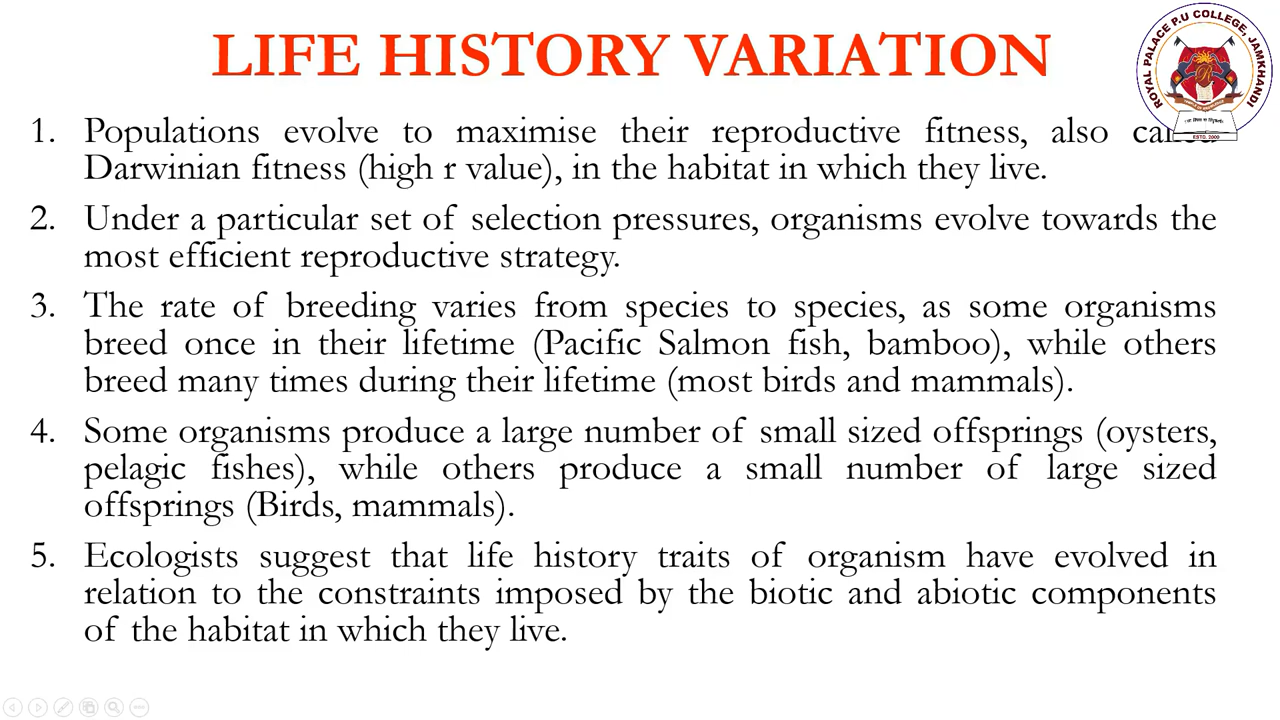 LIFE HISTORY VARIATION
ROYAL PALACE P.U COLLEGE, JAMKHANDI
ESTD. 2009
1. Populations evolve to maximise their reproductive fitness, also called
Darwinian fitness (high r value), in the habitat in which they live.
2. Under a particular set of selection pressures, organisms evolve towards the
most efficient reproductive strategy.
3. The rate of breeding varies from species to species, as some organisms
breed once in their lifetime (Pacific Salmon fish, bamboo), while others
breed many times during their lifetime (most birds and mammals).
4. Some organisms produce a large number of small sized offsprings (oysters,
pelagic fishes), while others produce a small number of large sized
offsprings (Birds, mammals).
5. Ecologists suggest that life history traits of organism have evolved in
relation to the constraints imposed by the biotic and abiotic components
of the habitat in which they live.